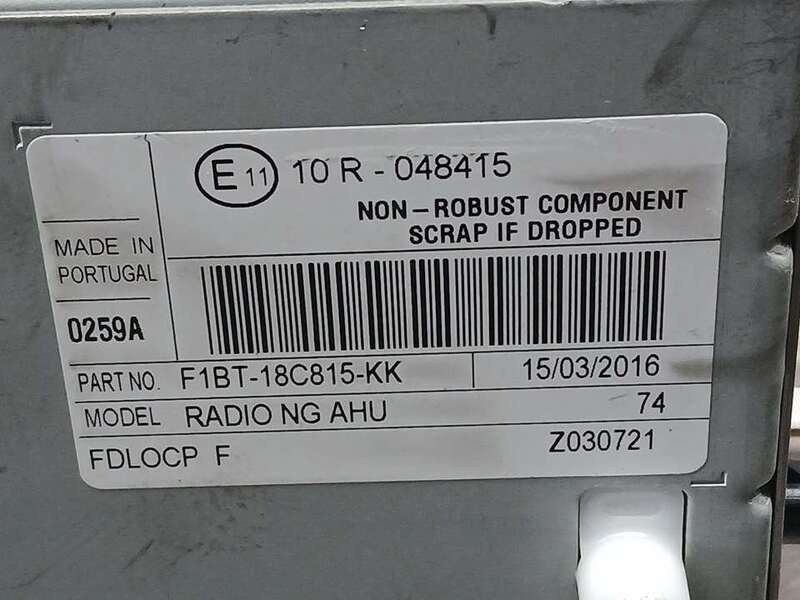 E 11 10 R - 048415
NON - ROBUST COMPONENT
SCRAP IF DROPPED
MADE IN
PORTUGAL
0259A
PART NO. F1BT-18C815-KK 15/03/2016
MODEL RADIO NG AHU 74
FDLOCP F Z030721